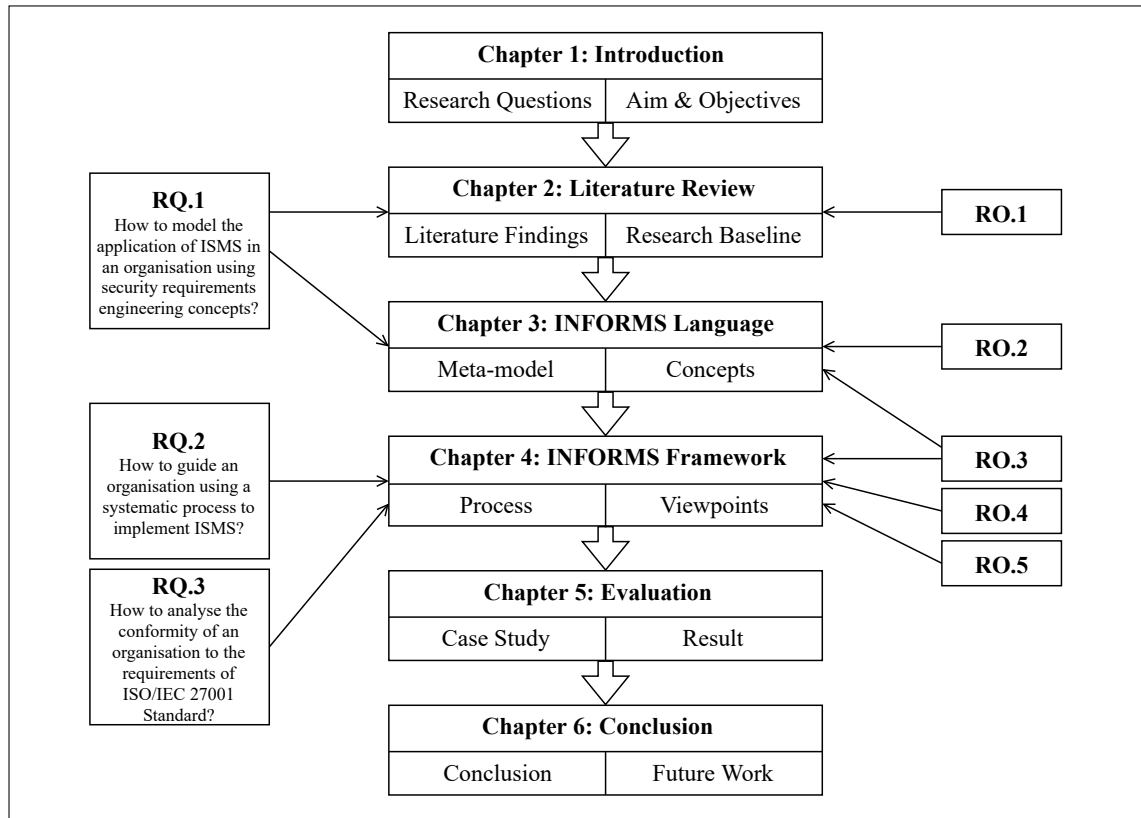 Chapter 1: Introduction
Research Questions
Aim & Objectives
Chapter 2: Literature Review
Literature Findings
Research Baseline
RQ.1
How to model the
application of ISMS in
an organisation using
security requirements
engineering concepts?
RO.1
Chapter 3: INFORMS Language
Meta-model
Concepts
RO.2
RQ.2
How to guide an
organisation using a
systematic process to
implement ISMS?
Chapter 4: INFORMS Framework
Process
Viewpoints
RO.3
RO.4
RO.5
RQ.3
How to analyse the
conformity of an
organisation to the
requirements of
ISO/IEC 27001
Standard?
Chapter 5: Evaluation
Case Study
Result
Chapter 6: Conclusion
Conclusion
Future Work